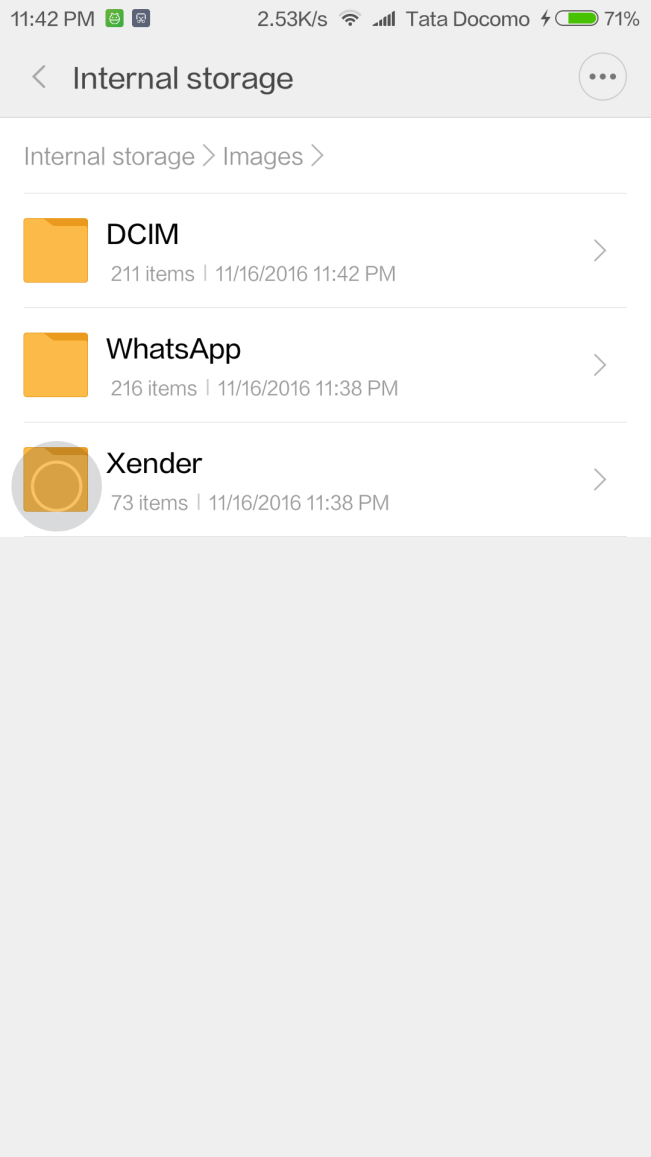 11:42 PM 2.53K/s Tata Docomo 71%
Internal storage
Internal storage Images
DCIM
211 items | 11/16/2016 11:42 PM
WhatsApp
216 items | 11/16/2016 11:38 PM
Xender
73 items | 11/16/2016 11:38 PM